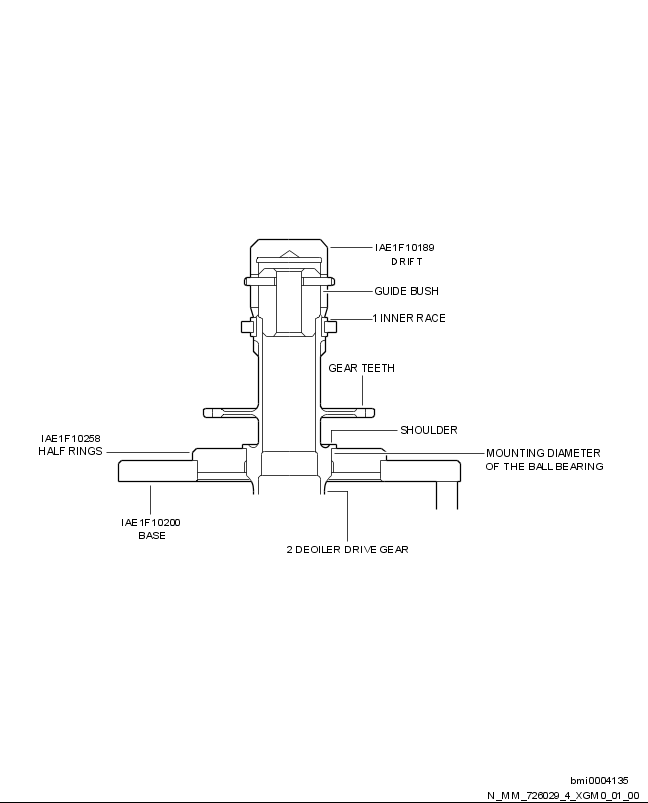 IAE1F10189
DRIFT
GUIDE BUSH
1 INNER RACE
GEAR TEETH
SHOULDER
IAE1F10258
HALF RINGS
MOUNTING DIAMETER
OF THE BALL BEARING
IAE1F10200
BASE
2 DEOILER DRIVE GEAR
bmi0004135
N_MM_726029_4_XGM0_01_00